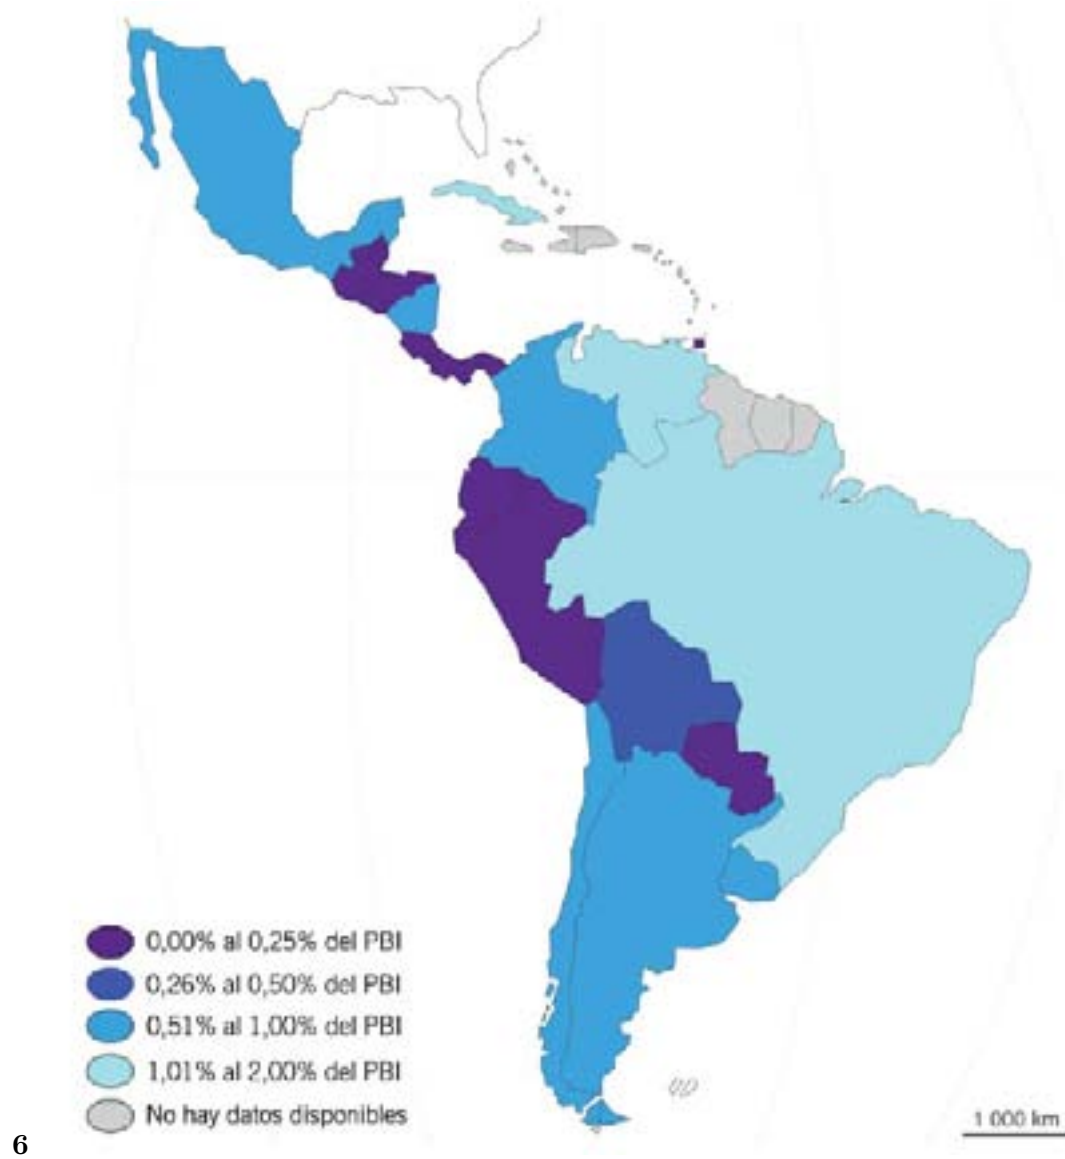 0,00% al 0,25% del PBI
0,26% al 0,50% del PBI
0,51% al 1,00% del PBI
1,01% al 2,00% del PBI
No hay datos disponibles
1 000 km
6